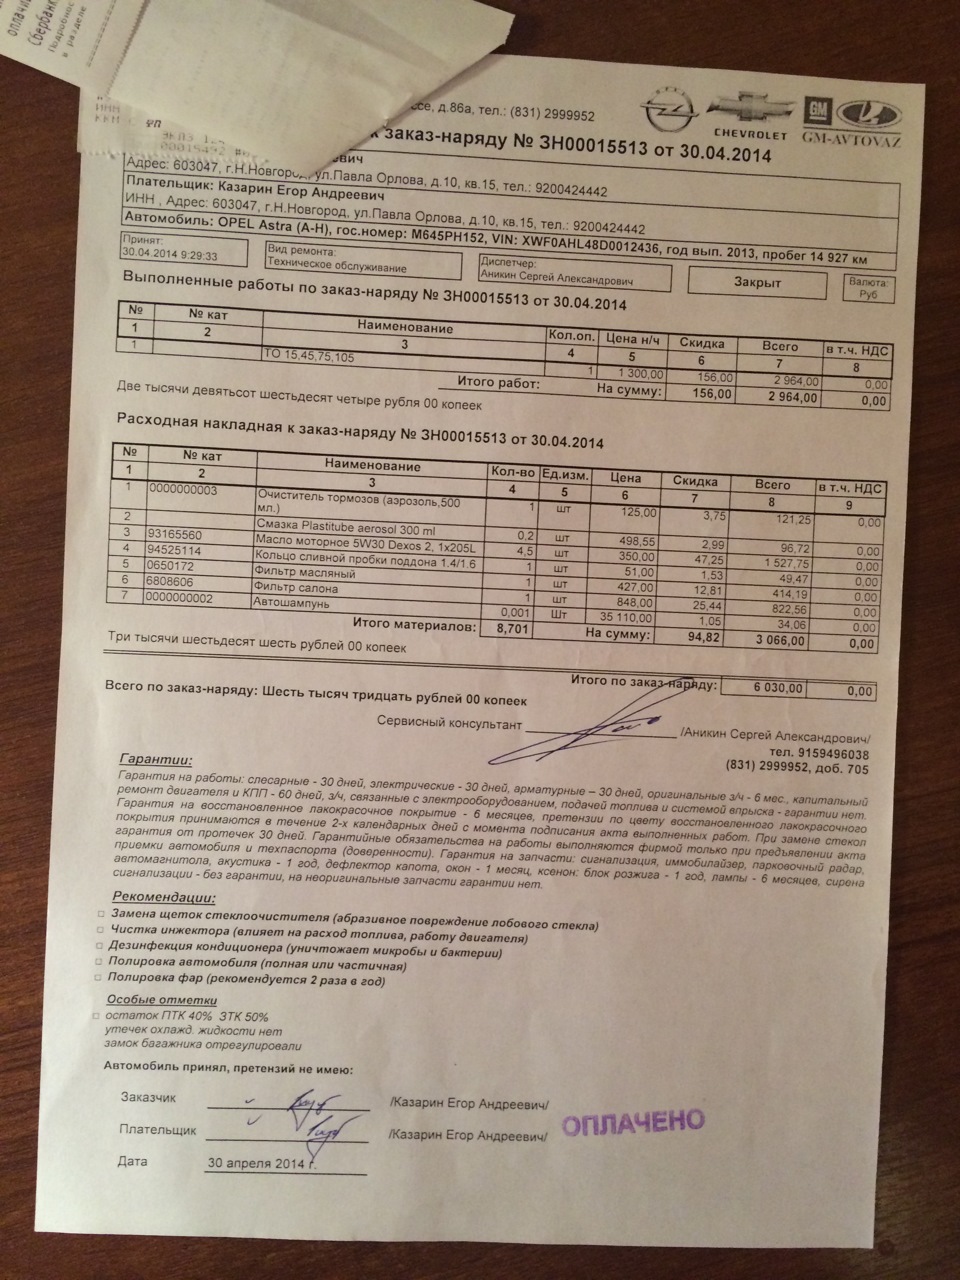 оплачи
Сбербанк
Подробнос
в разделе
ИНН
ККМ
ФП
ЭКЛЗ
ссе, д.86а, тел.: (831) 2999952
CHEVROLET
GM
GM-AVTOVAZ
к заказ-наряду № ЗН00015513 от 30.04.2014
евич
Адрес: 603047, г.Н.Новгород, ул.Павла Орлова, д.10, кв.15, тел.: 9200424442
Плательщик: Казарин Егор Андреевич
ИНН , Адрес: 603047, г.Н.Новгород, ул.Павла Орлова, д.10, кв.15, тел.: 9200424442
Автомобиль: OPEL Astra (A-H), гос.номер: М645РН152, VIN: XWF0AHL48D0012436, год вып. 2013, пробег 14 927 км
Принят: 30.04.2014 9:29:33
Вид ремонта: Техническое обслуживание
Диспетчер: Аникин Сергей Александрович
Закрыт
Валюта: Руб
Выполненные работы по заказ-наряду № ЗН00015513 от 30.04.2014
№ № кат Наименование Кол.оп. Цена н/ч Скидка Всего в т.ч. НДС
1 2 3 4 5 6 7 8
1 ТО 15,45,75,105 1 1 300,00 156,00 2 964,00 0,00
Итого работ: На сумму: 156,00 2 964,00 0,00
Две тысячи девятьсот шестьдесят четыре рубля 00 копеек
Расходная накладная к заказ-наряду № ЗН00015513 от 30.04.2014
№ № кат Наименование Кол-во Ед.изм. Цена Скидка Всего в т.ч. НДС
1 2 3 4 5 6 7 8 9
1 0000000003 Очиститель тормозов (аэрозоль,500 мл.) 1 шт 125,00 3,75 121,25 0,00
2 Смазка Plastitube aerosol 300 ml 0,2 шт 498,55 2,99 96,72 0,00
3 93165560 Масло моторное 5W30 Dexos 2, 1x205L 4,5 шт 350,00 47,25 1 527,75 0,00
4 94525114 Кольцо сливной пробки поддона 1.4/1.6 1 шт 51,00 1,53 49,47 0,00
5 0650172 Фильтр масляный 1 шт 427,00 12,81 414,19 0,00
6 6808606 Фильтр салона 1 шт 848,00 25,44 822,56 0,00
7 0000000002 Автошампунь 0,001 Шт 35 110,00 1,05 34,06 0,00
Итого материалов: 8,701 На сумму: 94,82 3 066,00 0,00
Три тысячи шестьдесят шесть рублей 00 копеек
Итого по заказ-наряду: 6 030,00 0,00
Всего по заказ-наряду: Шесть тысяч тридцать рублей 00 копеек
Сервисный консультант /Аникин Сергей Александрович/
тел. 9159496038
(831) 2999952, доб. 705
Гарантии:
Гарантия на работы: слесарные - 30 дней, электрические - 30 дней, арматурные – 30 дней, оригинальные з/ч - 6 мес., капитальный
ремонт двигателя и КПП - 60 дней, з/ч, связанные с электрооборудованием, подачей топлива и системой впрыска - гарантии нет.
Гарантия на восстановленное лакокрасочное покрытие - 6 месяцев, претензии по цвету восстановленного лакокрасочного
покрытия принимаются в течение 2-х календарных дней с момента подписания акта выполненных работ. При замене стекол
гарантия от протечек 30 дней. Гарантийные обязательства на работы выполняются фирмой только при предъявлении акта
приемки автомобиля и техпаспорта (доверенности). Гарантия на запчасти: сигнализация, иммобилайзер, парковочный радар,
автомагнитола, акустика - 1 год, дефлектор капота, окон - 1 месяц, ксенон: блок розжига - 1 год, лампы - 6 месяцев, сирена
сигнализации - без гарантии, на неоригинальные запчасти гарантии нет.
Рекомендации:
Замена щеток стеклоочистителя (абразивное повреждение лобового стекла)
Чистка инжектора (влияет на расход топлива, работу двигателя)
Дезинфекция кондиционера (уничтожает микробы и бактерии)
Полировка автомобиля (полная или частичная)
Полировка фар (рекомендуется 2 раза в год)
Особые отметки
остаток ПТК 40% ЗТК 50%
утечек охлажд. жидкости нет
замок багажника отрегулировали
Автомобиль принял, претензий не имею:
Заказчик /Казарин Егор Андреевич/
Плательщик /Казарин Егор Андреевич/
ОПЛАЧЕНО
Дата 30 апреля 2014 г.